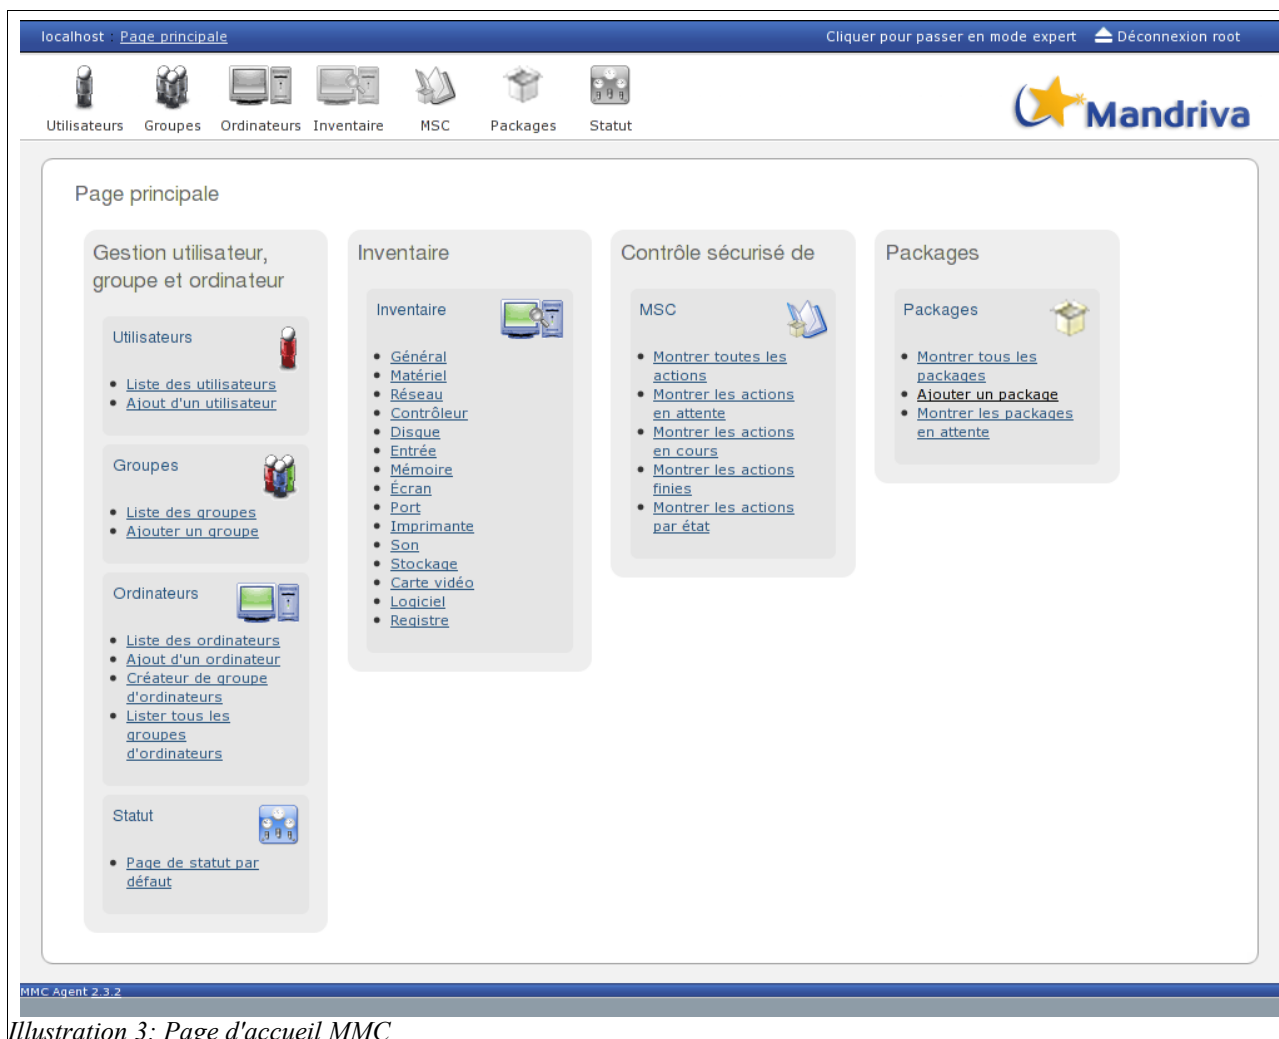 localhost : Page principale
Cliquer pour passer en mode expert
Déconnexion root
Utilisateurs
Groupes
Ordinateurs
Inventaire
MSC
Packages
Statut
Mandriva
Page principale
Gestion utilisateur,
groupe et ordinateur
Utilisateurs
Liste des utilisateurs
Ajout d'un utilisateur
Groupes
Liste des groupes
Ajouter un groupe
Ordinateurs
Liste des ordinateurs
Ajout d'un ordinateur
Créateur de groupe
d'ordinateurs
Lister tous les
groupes
d'ordinateurs
Statut
Page de statut par
défaut
Inventaire
Inventaire
Général
Matériel
Réseau
Contrôleur
Disque
Entrée
Mémoire
Écran
Port
Imprimante
Son
Stockage
Carte vidéo
Logiciel
Registre
Contrôle sécurisé de
MSC
Montrer toutes les
actions
Montrer les actions
en attente
Montrer les actions
en cours
Montrer les actions
finies
Montrer les actions
par état
Packages
Packages
Montrer tous les
packages
Ajouter un package
Montrer les packages
en attente
MMC Agent 2.3.2
Illustration 3: Page d'accueil MMC